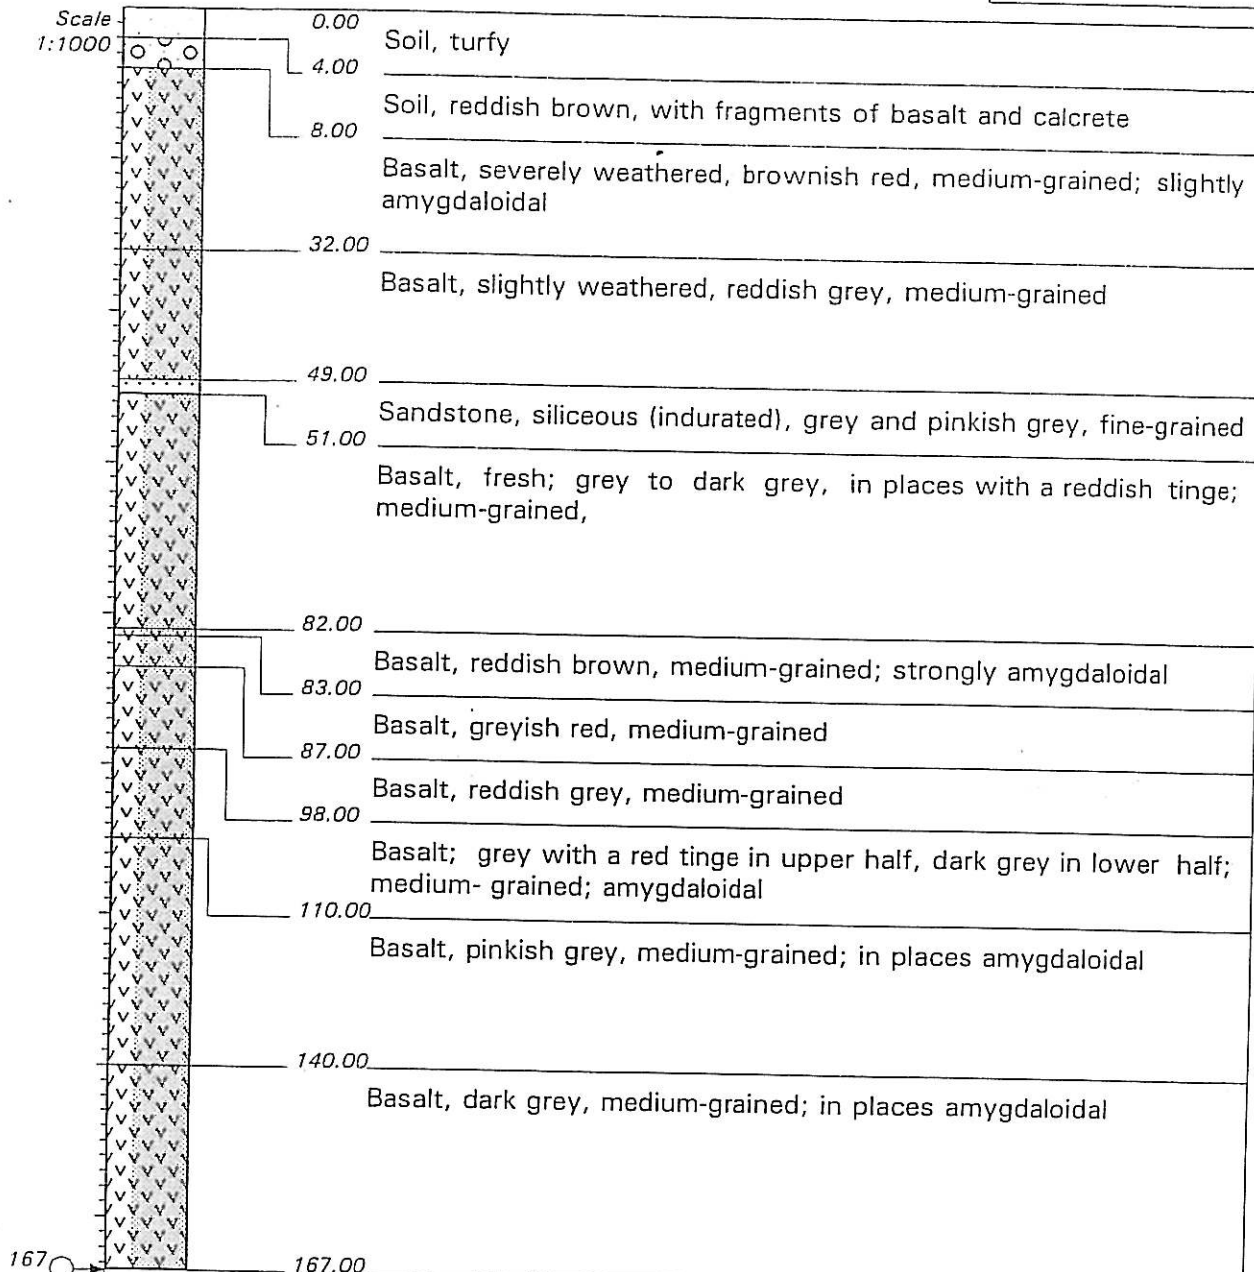 Scale
1:1000
0.00
Soil, turfy
4.00
Soil, reddish brown, with fragments of basalt and calcrete
8.00
Basalt, severely weathered, brownish red, medium-grained; slightly
amygdaloidal
32.00
Basalt, slightly weathered, reddish grey, medium-grained
49.00
Sandstone, siliceous (indurated), grey and pinkish grey, fine-grained
51.00
Basalt, fresh; grey to dark grey, in places with a reddish tinge;
medium-grained,
82.00
Basalt, reddish brown, medium-grained; strongly amygdaloidal
83.00
Basalt, greyish red, medium-grained
87.00
Basalt, reddish grey, medium-grained
98.00
Basalt; grey with a red tinge in upper half, dark grey in lower half;
medium- grained; amygdaloidal
110.00
Basalt, pinkish grey, medium-grained; in places amygdaloidal
140.00
Basalt, dark grey, medium-grained; in places amygdaloidal
167
167.00